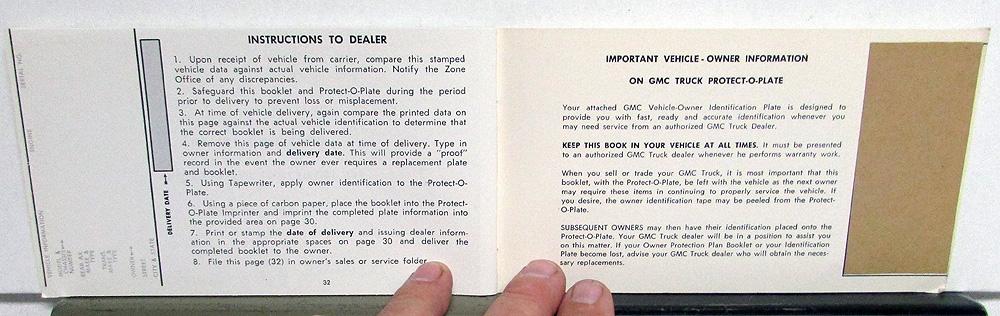 INSTRUCTIONS TO DEALER
1. Upon receipt of vehicle from carrier, compare this stamped
vehicle data against actual vehicle information. Notify the Zone
Office of any discrepancies.
2. Safeguard this booklet and Protect-O-Plate during the period
prior to delivery to prevent loss or misplacement.
3. At time of vehicle delivery, again compare the printed data on
this page against the actual vehicle identification to determine that
the correct booklet is being delivered.
4. Remove this page of vehicle data at time of delivery. Type in
owner information and delivery date. This will provide a "proof"
record in the event the owner ever requires a replacement plate
and booklet.
5. Using Tapewriter, apply owner identification to the Protect-O-
Plate.
6. Using a piece of carbon paper, place the booklet into the Protect-
O-Plate Imprinter and imprint the completed plate information into
the provided area on page 30.
7. Print or stamp the date of delivery and issuing dealer inform-
ation in the appropriate spaces on page 30 and deliver the
completed booklet to the owner.
8. File this page (32) in owner's sales or service folder.
32
SERIAL NO.
ENGINE
VEHICLE INFORMATION
DELIVERY DATE
OWNER
STREET
CITY & STATE
IMPORTANT VEHICLE-OWNER INFORMATION
ON GMC TRUCK PROTECT-O-PLATE
Your attached GMC Vehicle-Owner Identification Plate is designed to
provide you with fast, ready and accurate identification whenever you
may need service from an authorized GMC Truck Dealer.
KEEP THIS BOOK IN YOUR VEHICLE AT ALL TIMES. It must be presented
to an authorized GMC Truck dealer whenever he performs warranty work.
When you sell or trade your GMC Truck, it is most important that this
booklet, with the Protect-O-Plate, be left with the vehicle as the next owner
may require these items in continuing to properly service the vehicle. If
you desire, the owner identification tape may be peeled from the Protect-
O-Plate.
SUBSEQUENT OWNERS may then have their identification placed onto the
Protect-O-Plate. Your GMC Truck dealer will be in a position to assist you
on this matter. If your Owner Protection Plan Booklet or your Identification
Plate become lost, advise your GMC Truck dealer who will obtain the neces-
sary replacements.